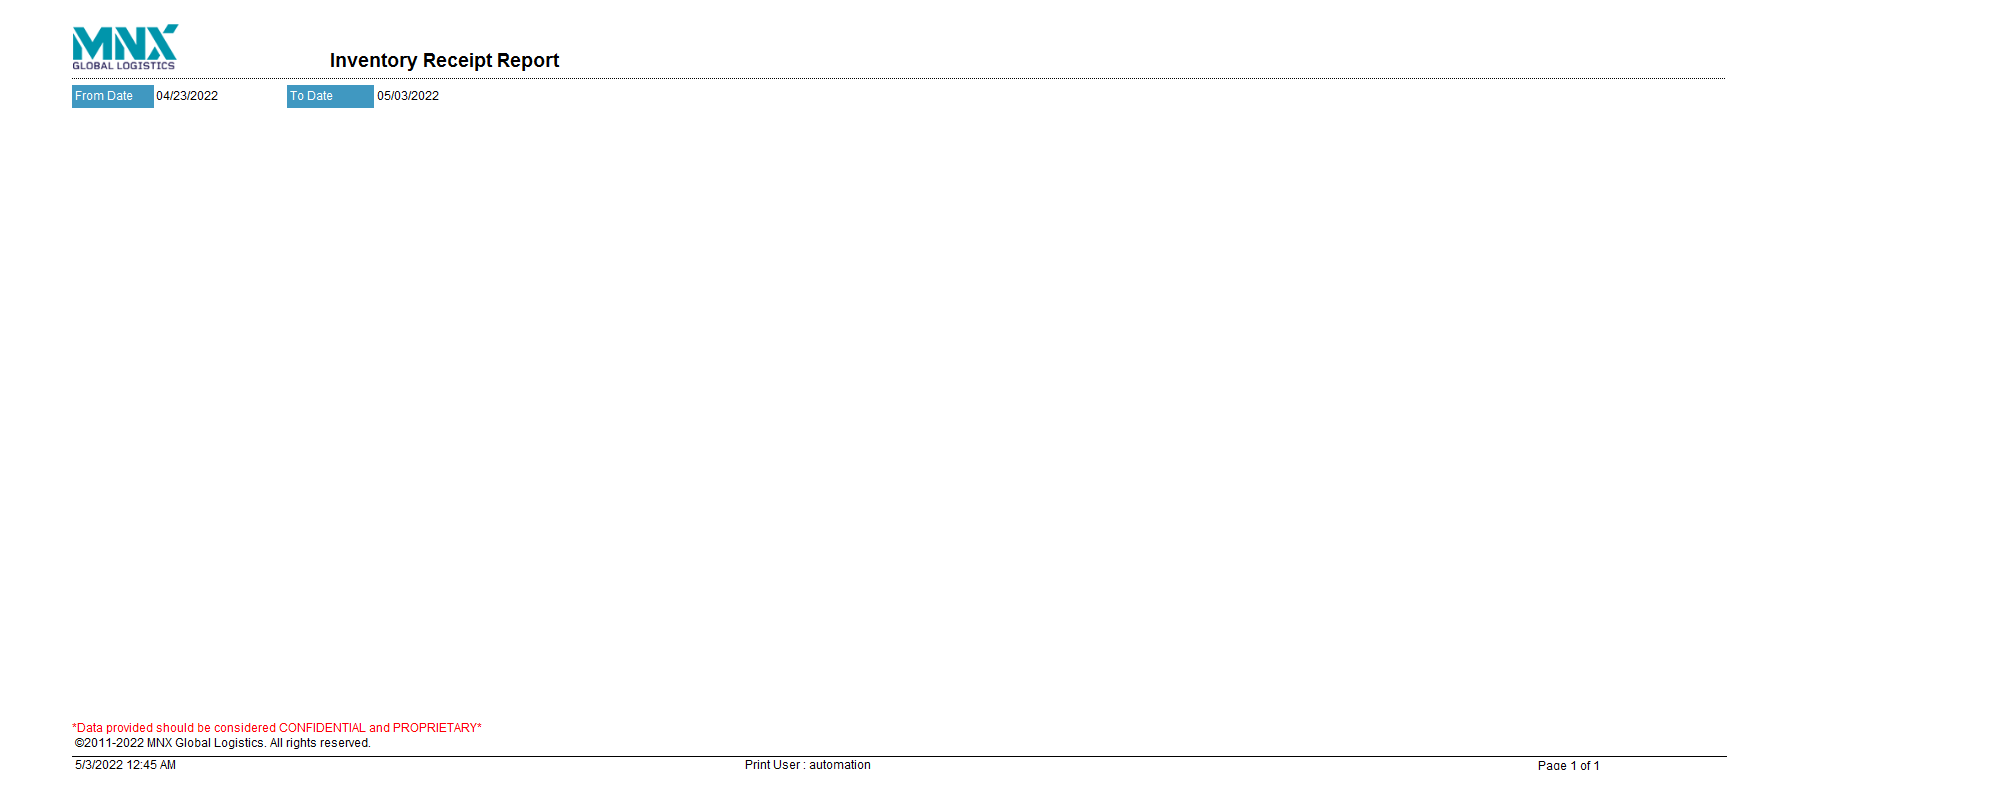 MNX
GLOBAL LOGISTICS
Inventory Receipt Report
From Date 04/23/2022 To Date 05/03/2022
*Data provided should be considered CONFIDENTIAL and PROPRIETARY*
©2011-2022 MNX Global Logistics. All rights reserved.
5/3/2022 12:45 AM Print User : automation Page 1 of 1